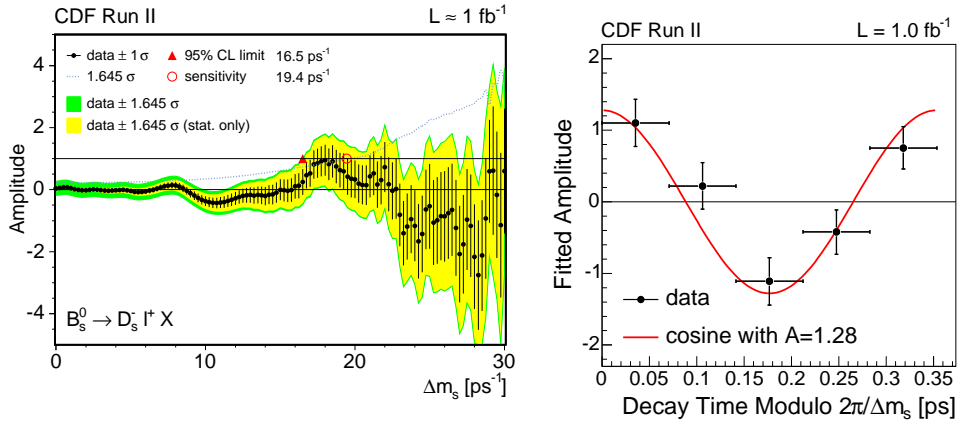 CDF Run II L ≈ 1 fb⁻¹
data ± 1 σ 95% CL limit 16.5 ps⁻¹
1.645 σ sensitivity 19.4 ps⁻¹
data ± 1.645 σ
data ± 1.645 σ (stat. only)
Amplitude
4
2
0
-2
-4
B⁰ₛ → D⁻ₛ l⁺ X
0 10 20 30
Δmₛ [ps⁻¹]
CDF Run II L = 1.0 fb⁻¹
Fitted Amplitude
2
1
0
-1
-2
data
cosine with A=1.28
0 0.05 0.1 0.15 0.2 0.25 0.3 0.35
Decay Time Modulo 2π/Δmₛ [ps]